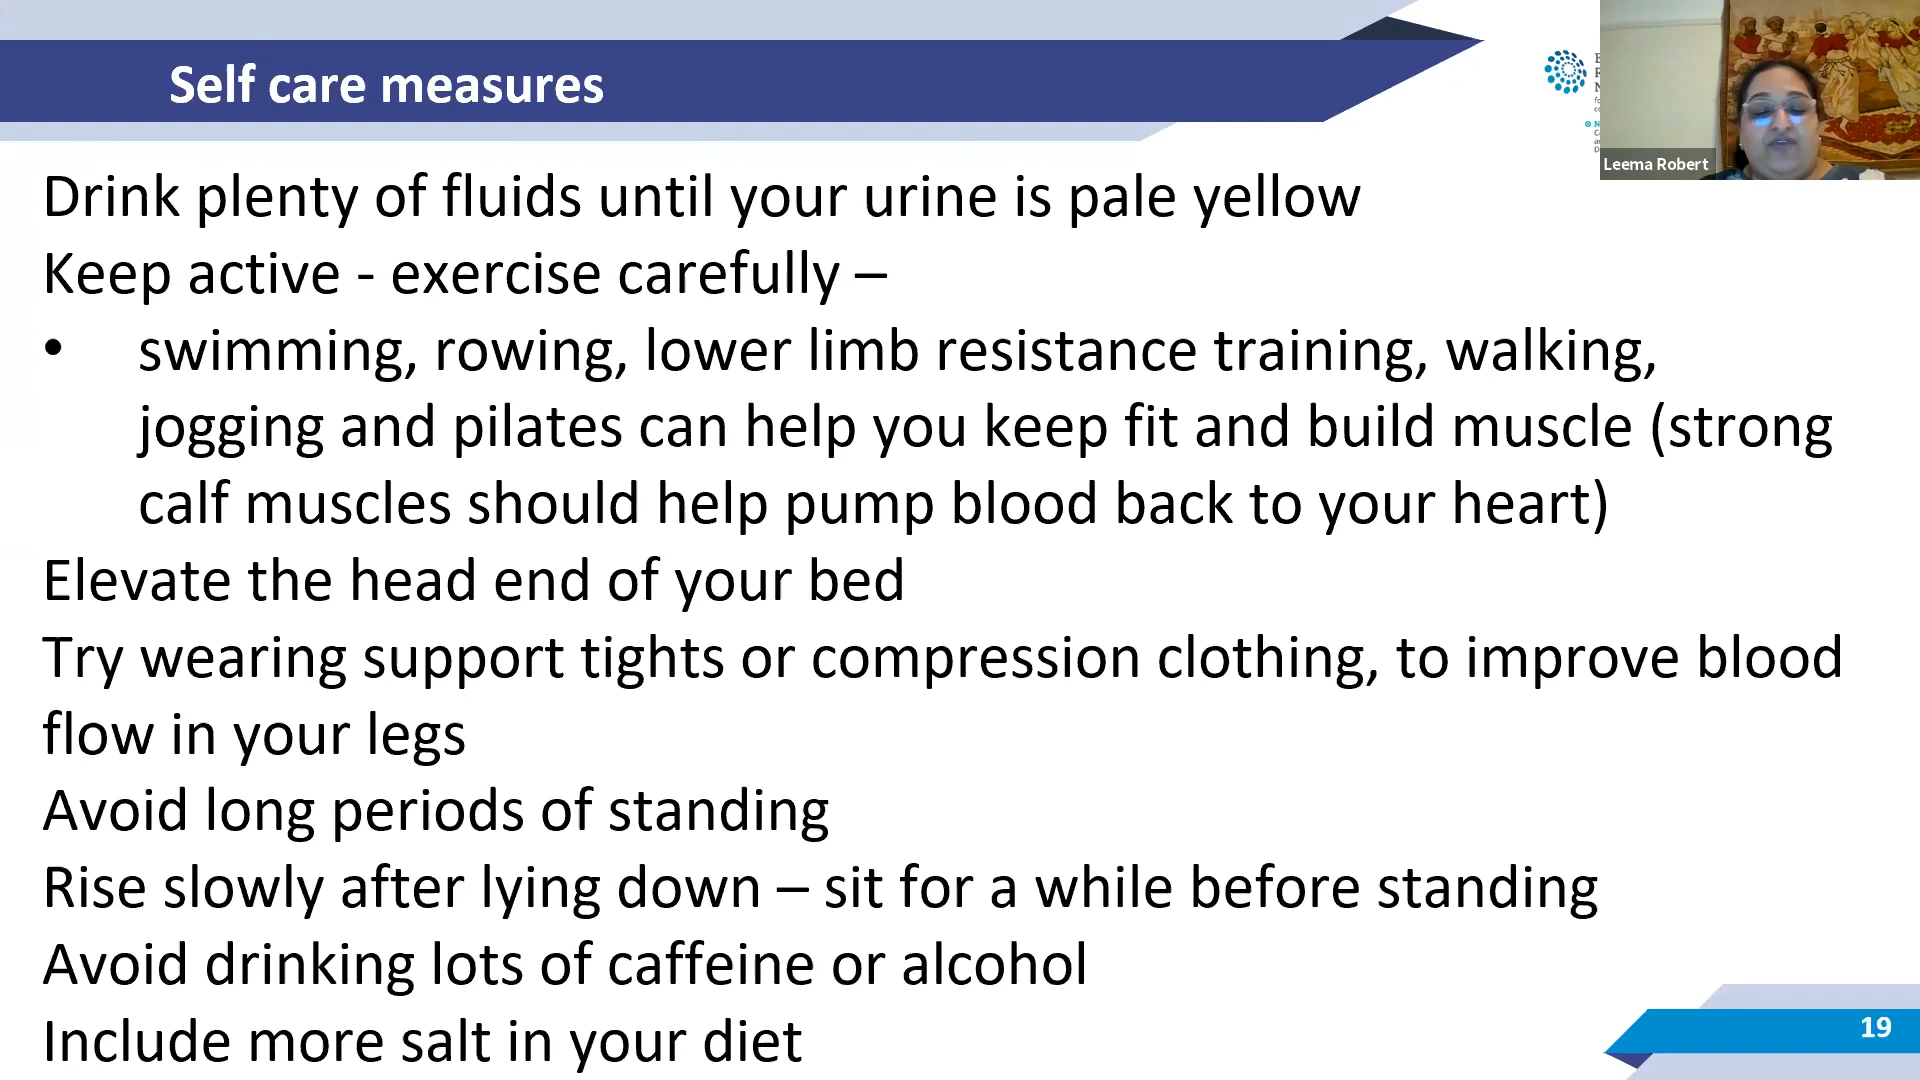 Self care measures
Leema Robert
Drink plenty of fluids until your urine is pale yellow
Keep active - exercise carefully –
• swimming, rowing, lower limb resistance training, walking,
jogging and pilates can help you keep fit and build muscle (strong
calf muscles should help pump blood back to your heart)
Elevate the head end of your bed
Try wearing support tights or compression clothing, to improve blood
flow in your legs
Avoid long periods of standing
Rise slowly after lying down – sit for a while before standing
Avoid drinking lots of caffeine or alcohol
Include more salt in your diet
19